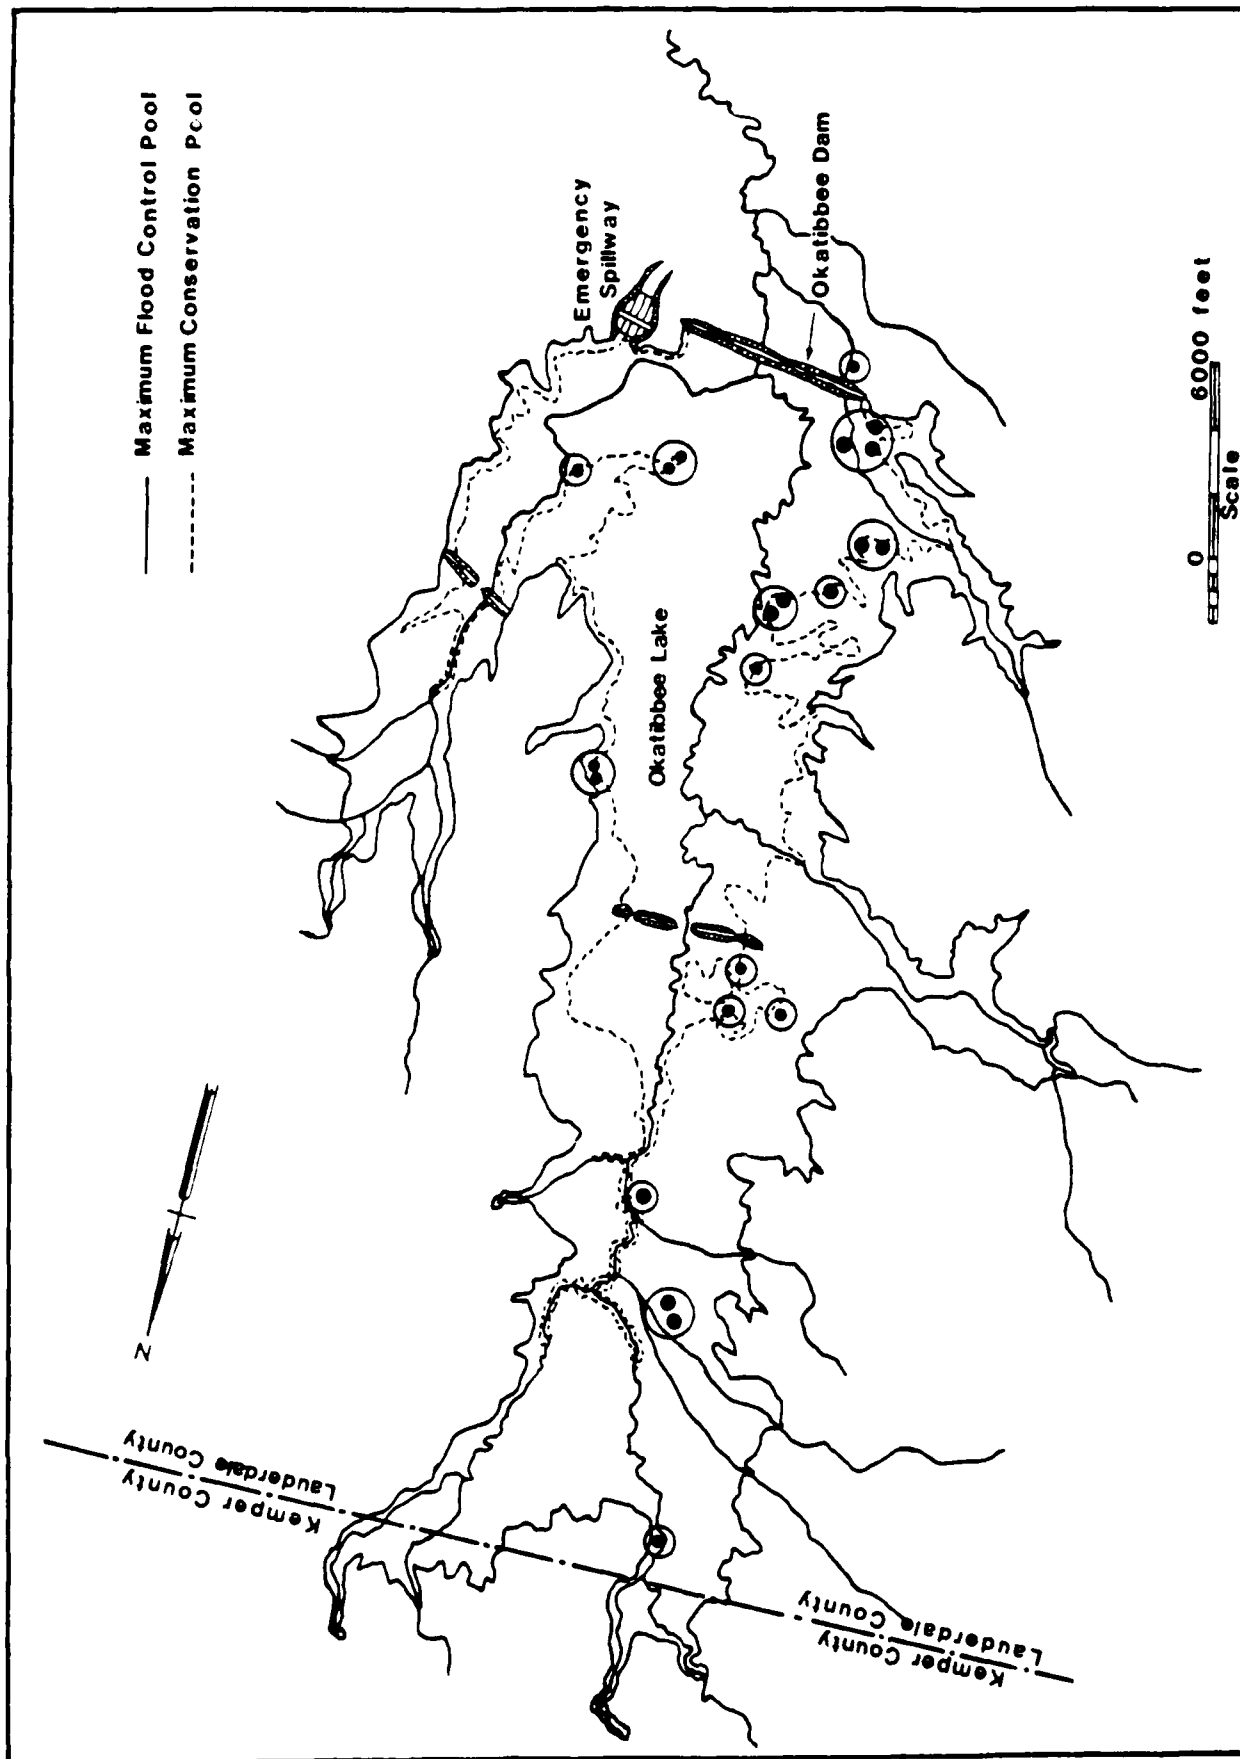 Maximum Flood Control Pool
Maximum Conservation Pool
Emergency
Spillway
Okatibbee Dam
Okatibbee Lake
0 6000 feet
Scale
N
Lauderdale County
Kemper County
Lauderdale County
Kemper County